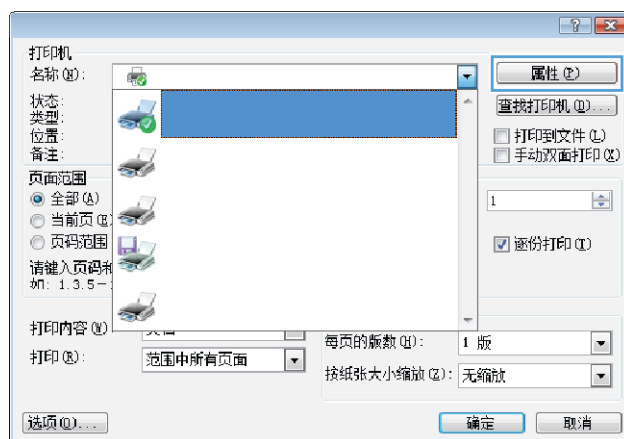 打印机
名称(N):
属性(P)
状态:
类型:
位置:
备注:
查找打印机(D)...
打印到文件(L)
手动双面打印(X)
页面范围
全部(A)
当前页(E)
页码范围
请键入页码和
如: 1.3.5-
1
逐份打印(T)
打印内容(W):
打印(R):
范围中所有页面
每页的版数(H):
1 版
按纸张大小缩放(Z):
无缩放
选项(O)...
确定
取消